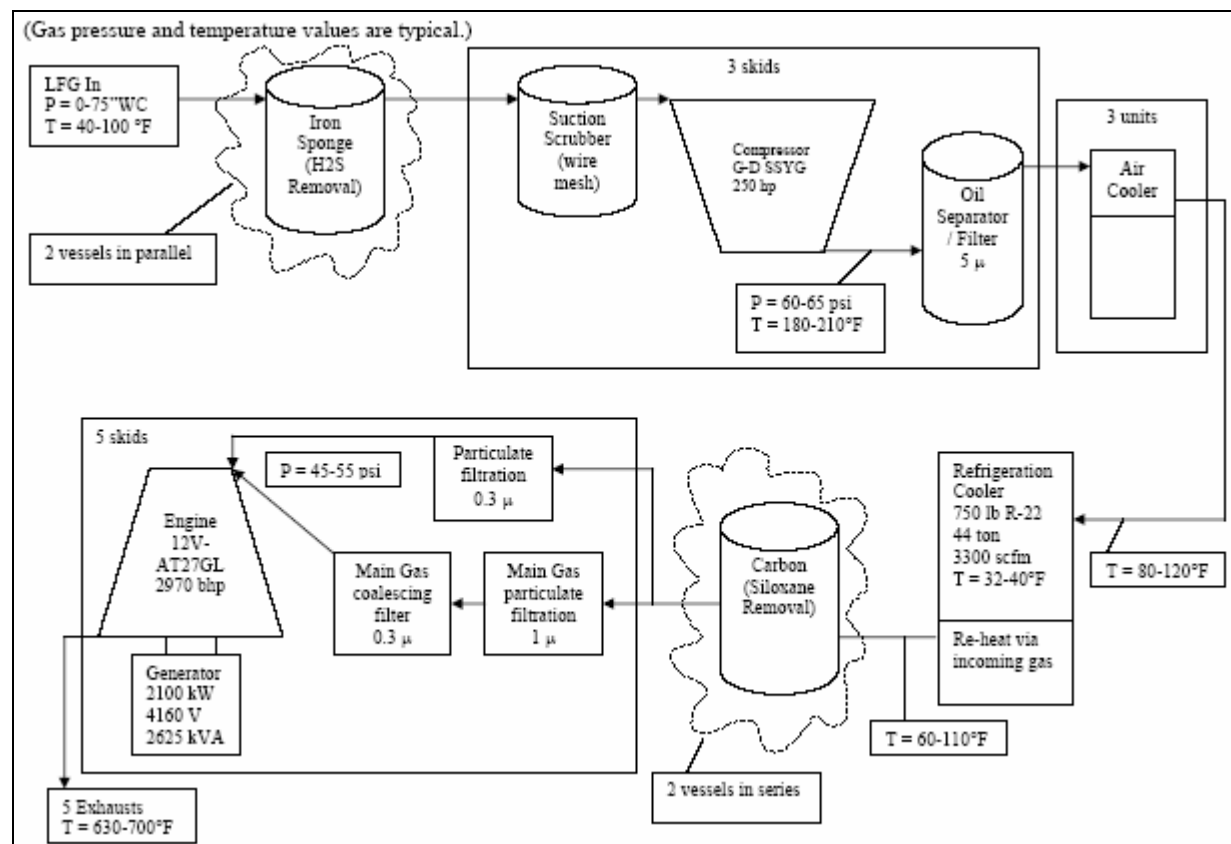 (Gas pressure and temperature values are typical.)
LFG In
P = 0-75"WC
T = 40-100 °F
Iron
Sponge
(H2S
Removal)
2 vessels in parallel
3 skids
Suction
Scrubber
(wire
mesh)
Compressor
G-D SSYG
250 hp
P = 60-65 psi
T = 180-210°F
Oil
Separator
/ Filter
5 μ
3 units
Air
Cooler
T = 80-120°F
Refrigeration
Cooler
750 lb R-22
44 ton
3300 scfm
T = 32-40°F
Re-heat via
incoming gas
T = 60-110°F
Carbon
(Siloxane
Removal)
2 vessels in series
5 skids
Particulate
filtration
0.3 μ
P = 45-55 psi
Main Gas
particulate
filtration
1 μ
Main Gas
coalescing
filter
0.3 μ
Engine
12V-
AT27GL
2970 bhp
Generator
2100 kW
4160 V
2625 kVA
5 Exhausts
T = 630-700°F